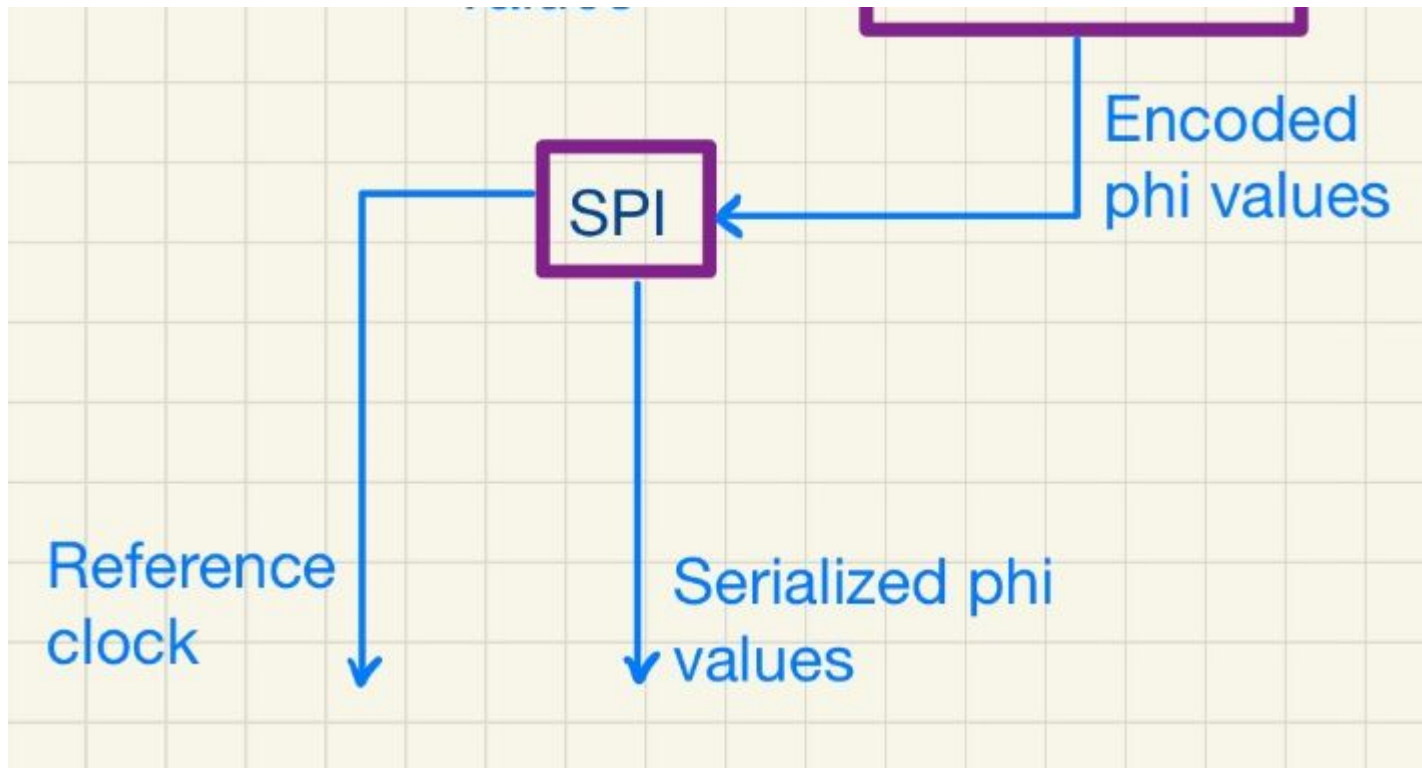 Encoded
phi values
SPI
Reference
clock
Serialized phi
values